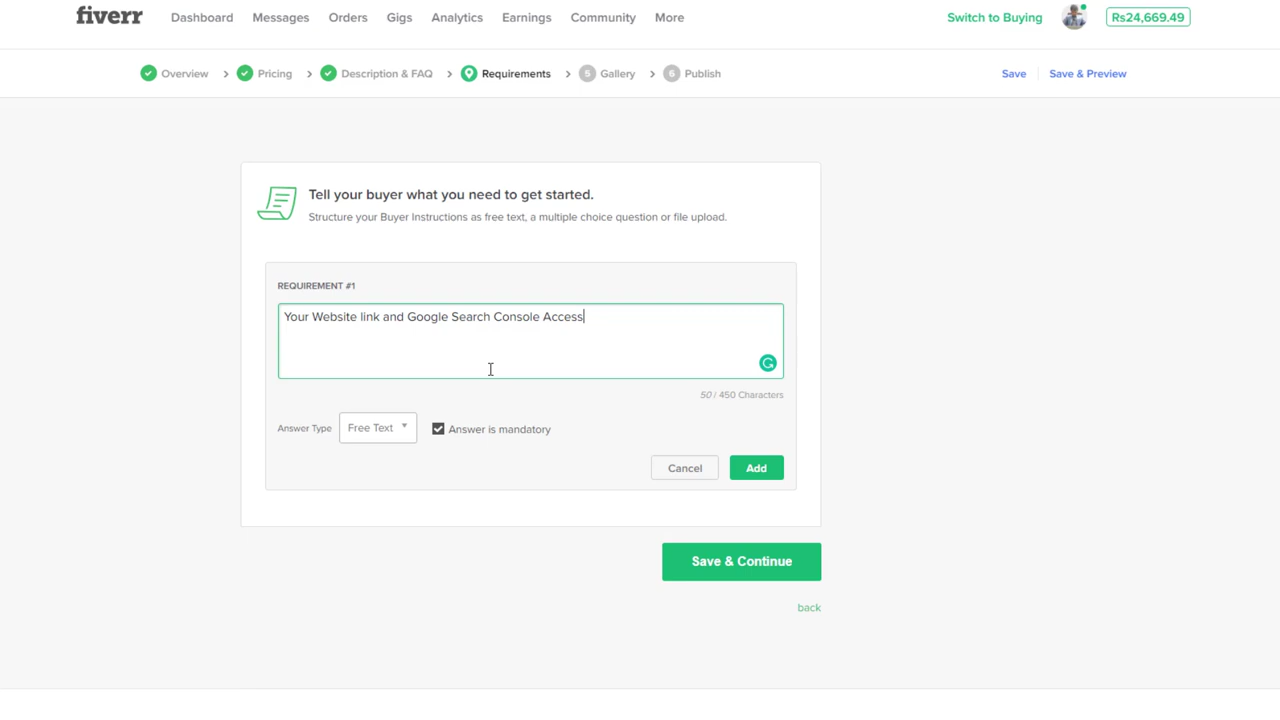 fiverr Dashboard Messages Orders Gigs Analytics Earnings Community More Switch to Buying Rs24,669.49
Overview Pricing Description & FAQ Requirements 5 Gallery 6 Publish Save Save & Preview
Tell your buyer what you need to get started.
Structure your Buyer Instructions as free text, a multiple choice question or file upload.
REQUIREMENT #1
Your Website link and Google Search Console Access
50 / 450 Characters
Answer Type Free Text Answer is mandatory
Cancel Add
Save & Continue
back